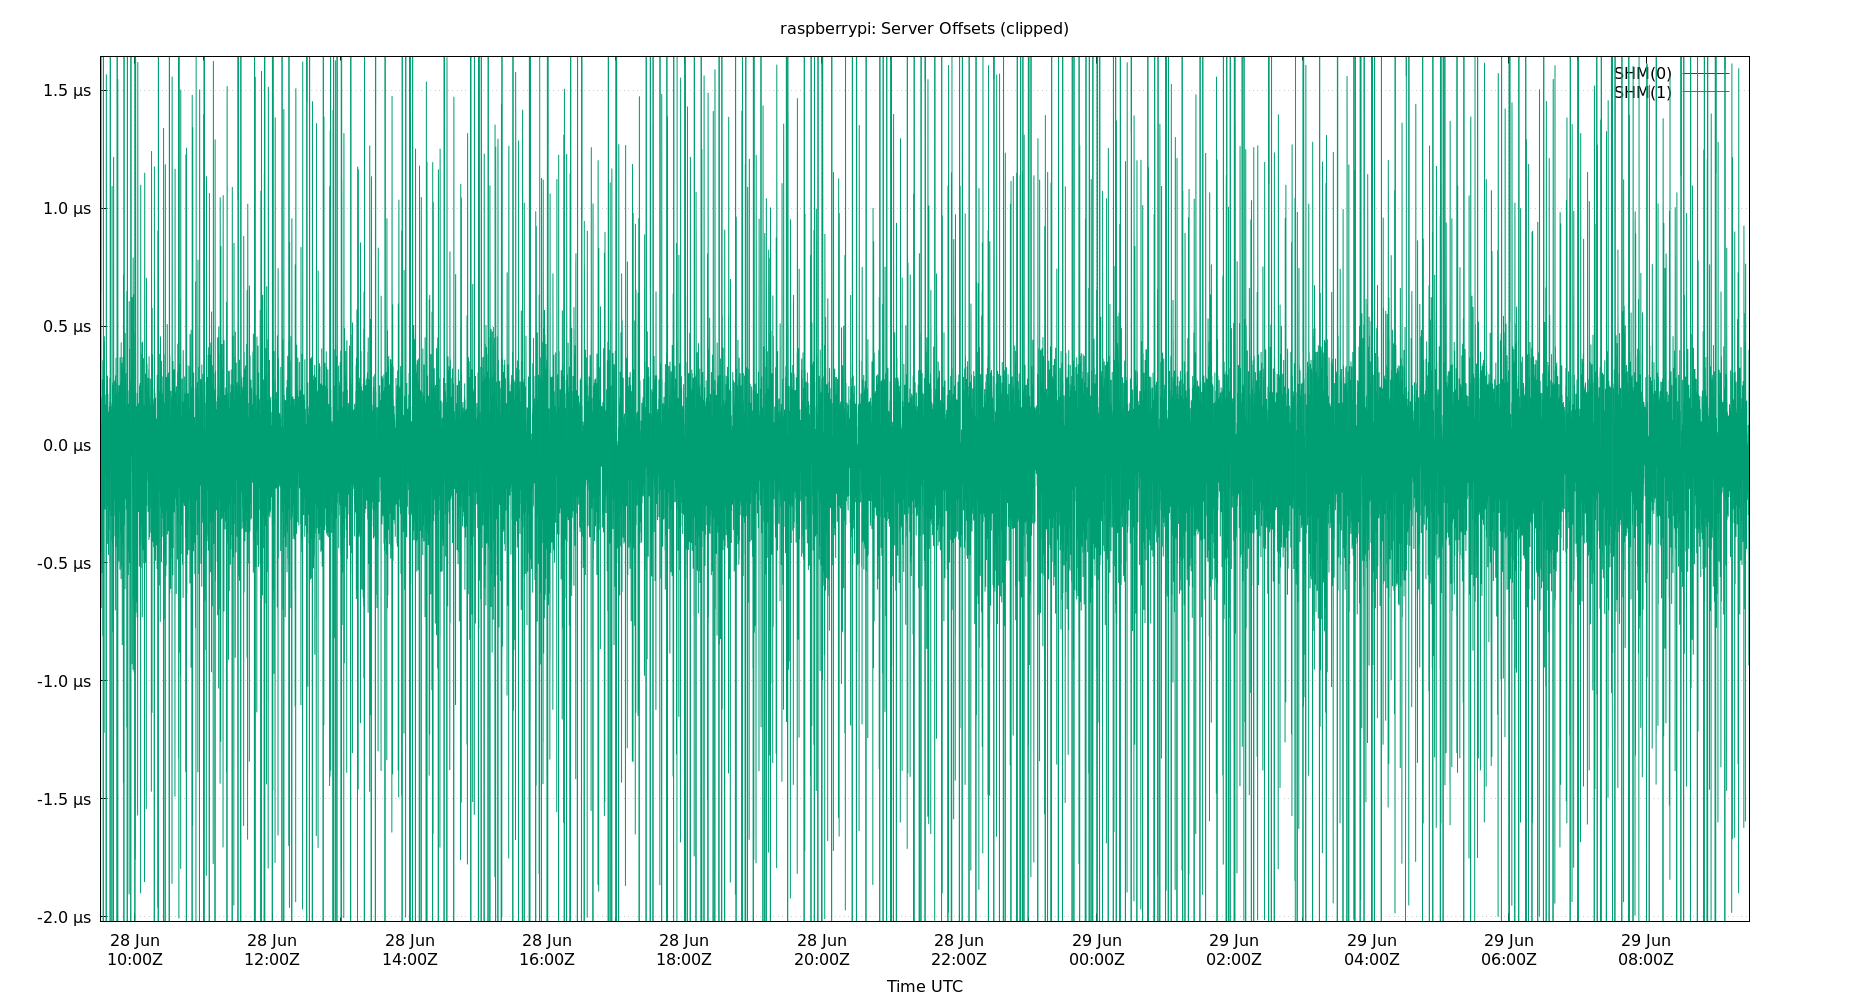 raspberrypi: Server Offsets (clipped)
SHM(0)
SHM(1)
1.5 µs
1.0 µs
0.5 µs
0.0 µs
-0.5 µs
-1.0 µs
-1.5 µs
-2.0 µs
28 Jun 28 Jun 28 Jun 28 Jun 28 Jun 28 Jun 28 Jun 29 Jun 29 Jun 29 Jun 29 Jun 29 Jun
10:00Z 12:00Z 14:00Z 16:00Z 18:00Z 20:00Z 22:00Z 00:00Z 02:00Z 04:00Z 06:00Z 08:00Z
Time UTC